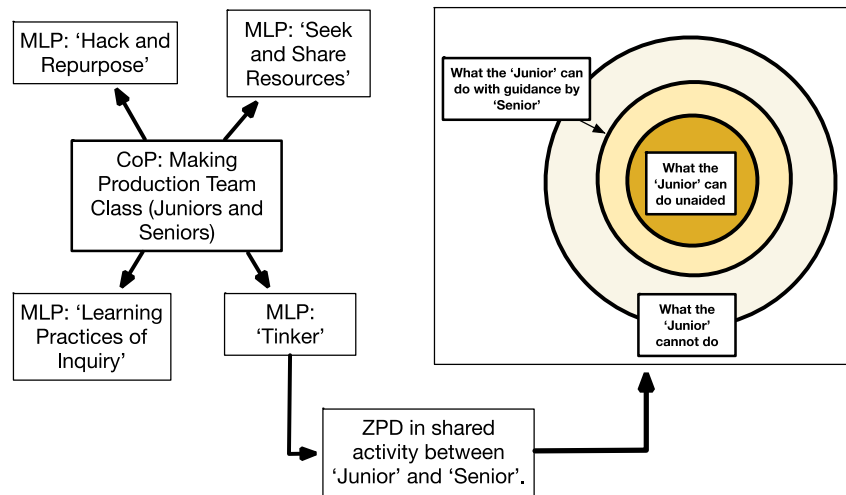 MLP: ‘Hack and
Repurpose’
MLP: ‘Seek
and Share
Resources’
CoP: Making
Production Team
Class (Juniors and
Seniors)
MLP: ‘Learning
Practices of
Inquiry’
MLP:
‘Tinker’
ZPD in shared
activity between
‘Junior’ and ‘Senior’.
What the ‘Junior’ can
do with guidance by
‘Senior’
What the
‘Junior’ can
do unaided
What the
‘Junior’
cannot do